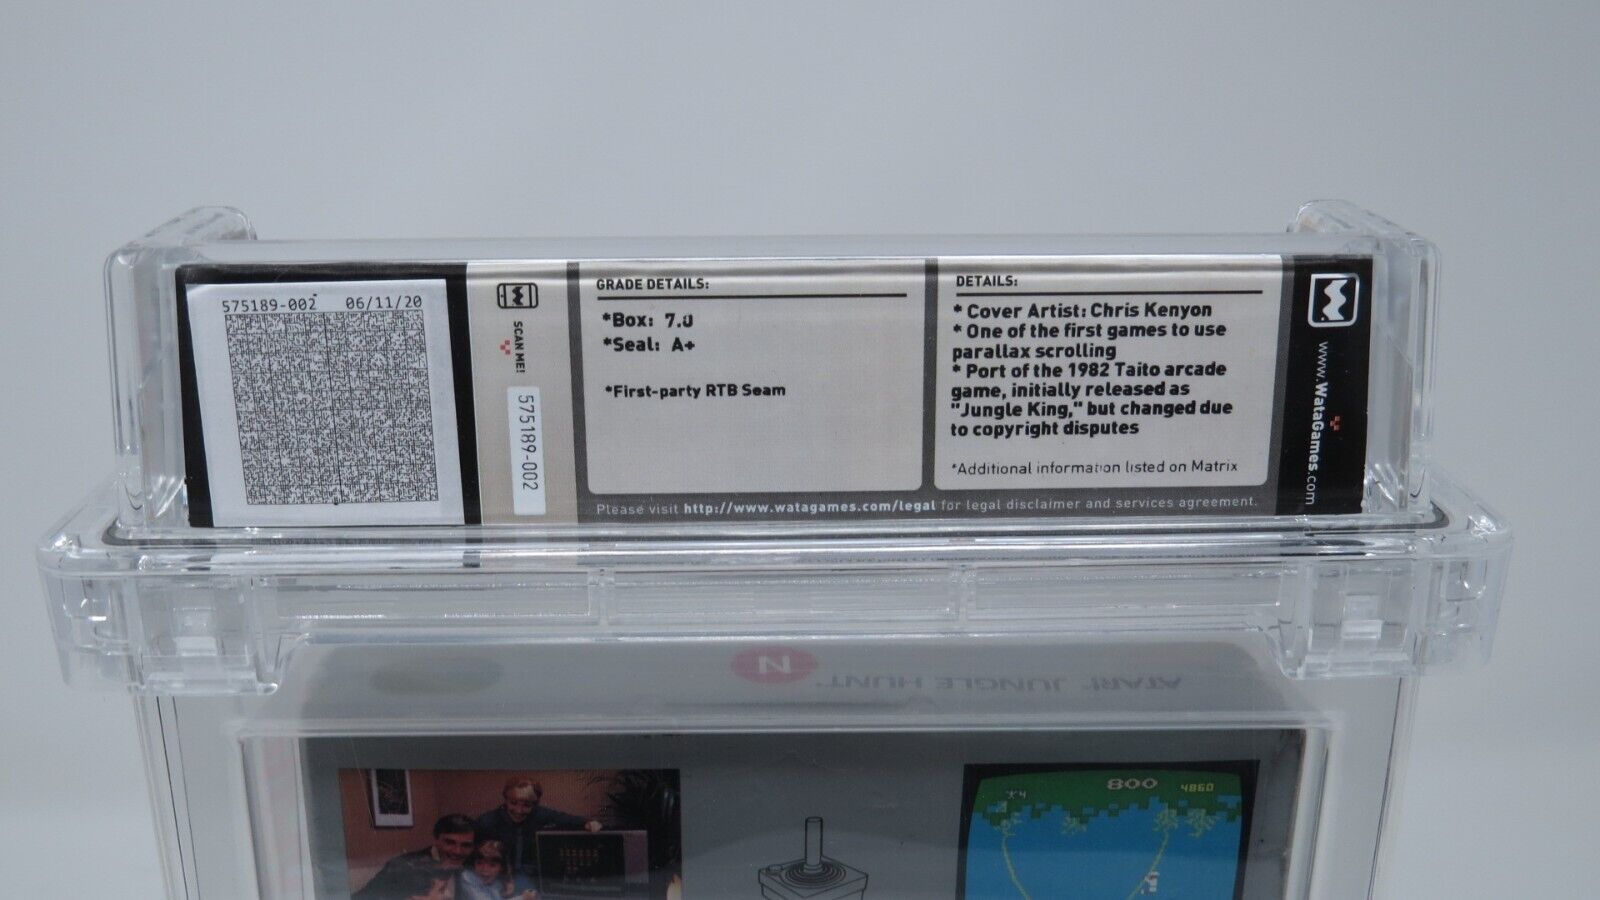 575189-002 06/11/20
SCAN ME!
575189-002
GRADE DETAILS:
*Box: 7.0
*Seal: A+
*First-party RTB Seam
DETAILS:
* Cover Artist: Chris Kenyon
* One of the first games to use
parallax scrolling
* Port of the 1982 Taito arcade
game, initially released as
"Jungle King," but changed due
to copyright disputes
*Additional information listed on Matrix
www.WataGames.com
Please visit http://www.watagames.com/legal for legal disclaimer and services agreement.
ATARI® JUNGLE HUNT™
N
4 800 4860